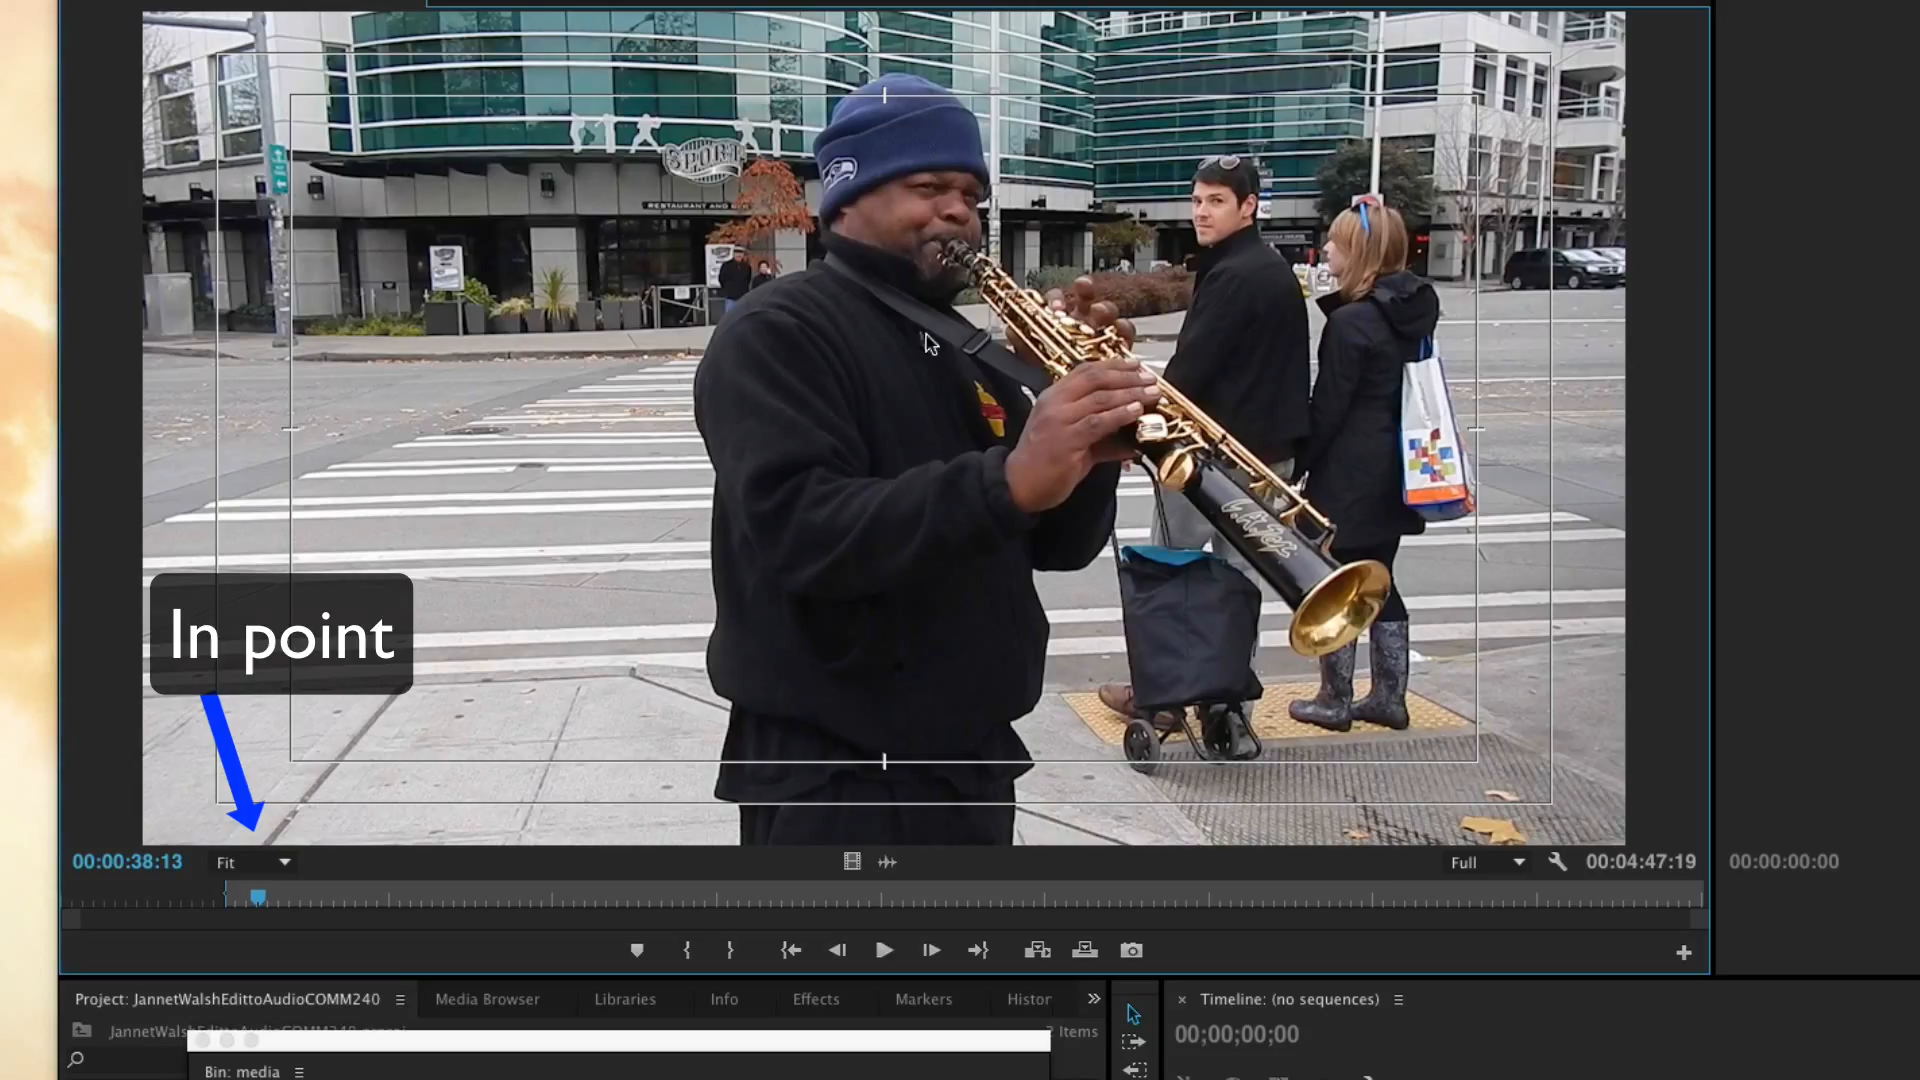 SPORT
RESTAURANT AND
In point
00:00:38:13
Fit
Full
00:04:47:19
00:00:00:00
Project: JannetWalshEdittoAudioCOMM240
Media Browser
Libraries
Info
Effects
Markers
Histor
Timeline: (no sequences)
JannetWalshEdittoAudioCOMM240.prproj
Items
00;00;00;00
Bin: media